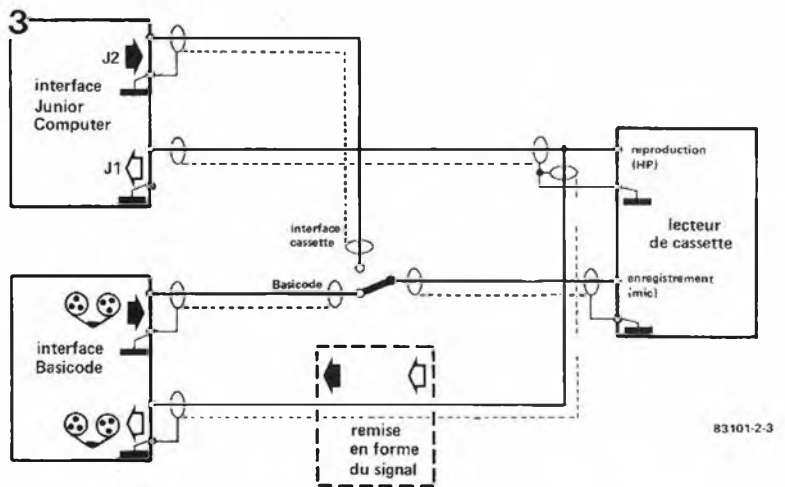 3
J2
interface
Junior
Computer
J1
interface
cassette
Basicode
reproduction
(HP)
lecteur
de cassette
enregistrement
(mic)
interface
Basicode
remise
en forme
du signal
83101-2-3